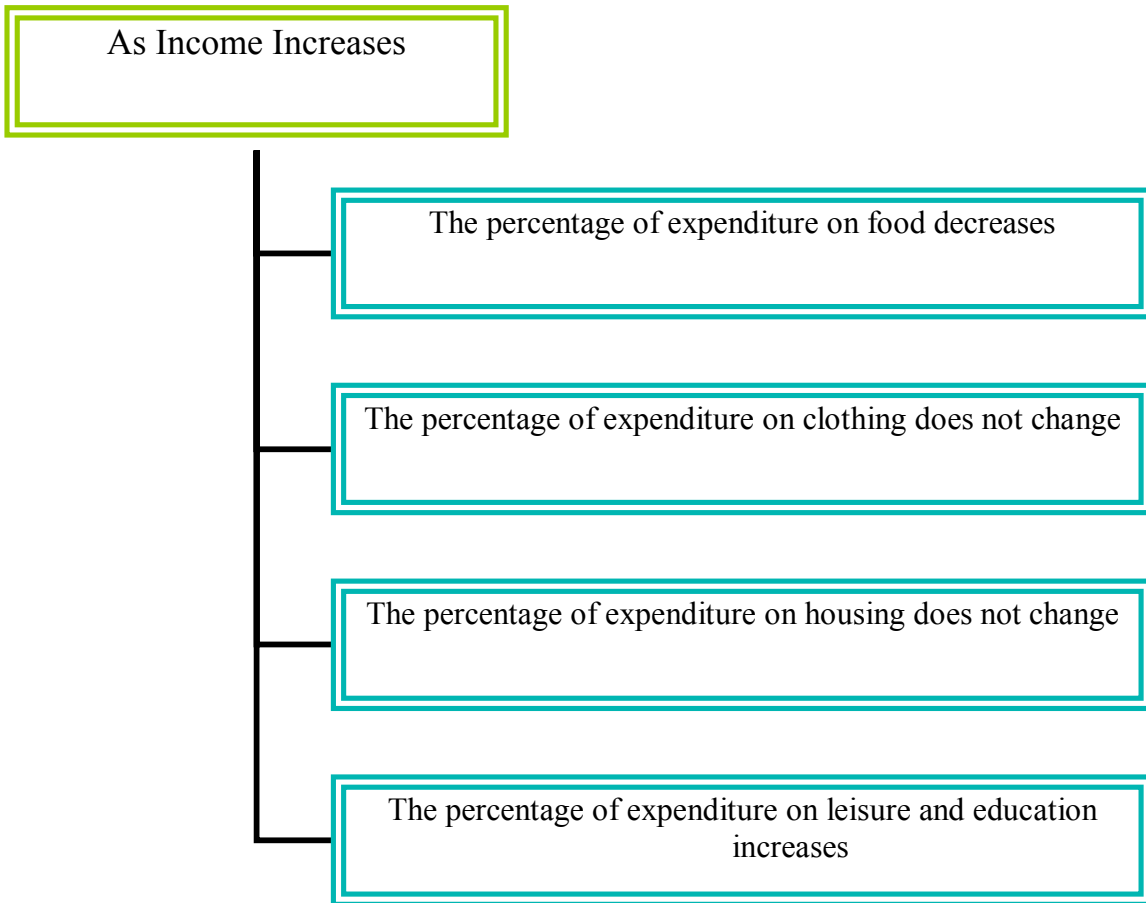 As Income Increases
The percentage of expenditure on food decreases
The percentage of expenditure on clothing does not change
The percentage of expenditure on housing does not change
The percentage of expenditure on leisure and education
increases